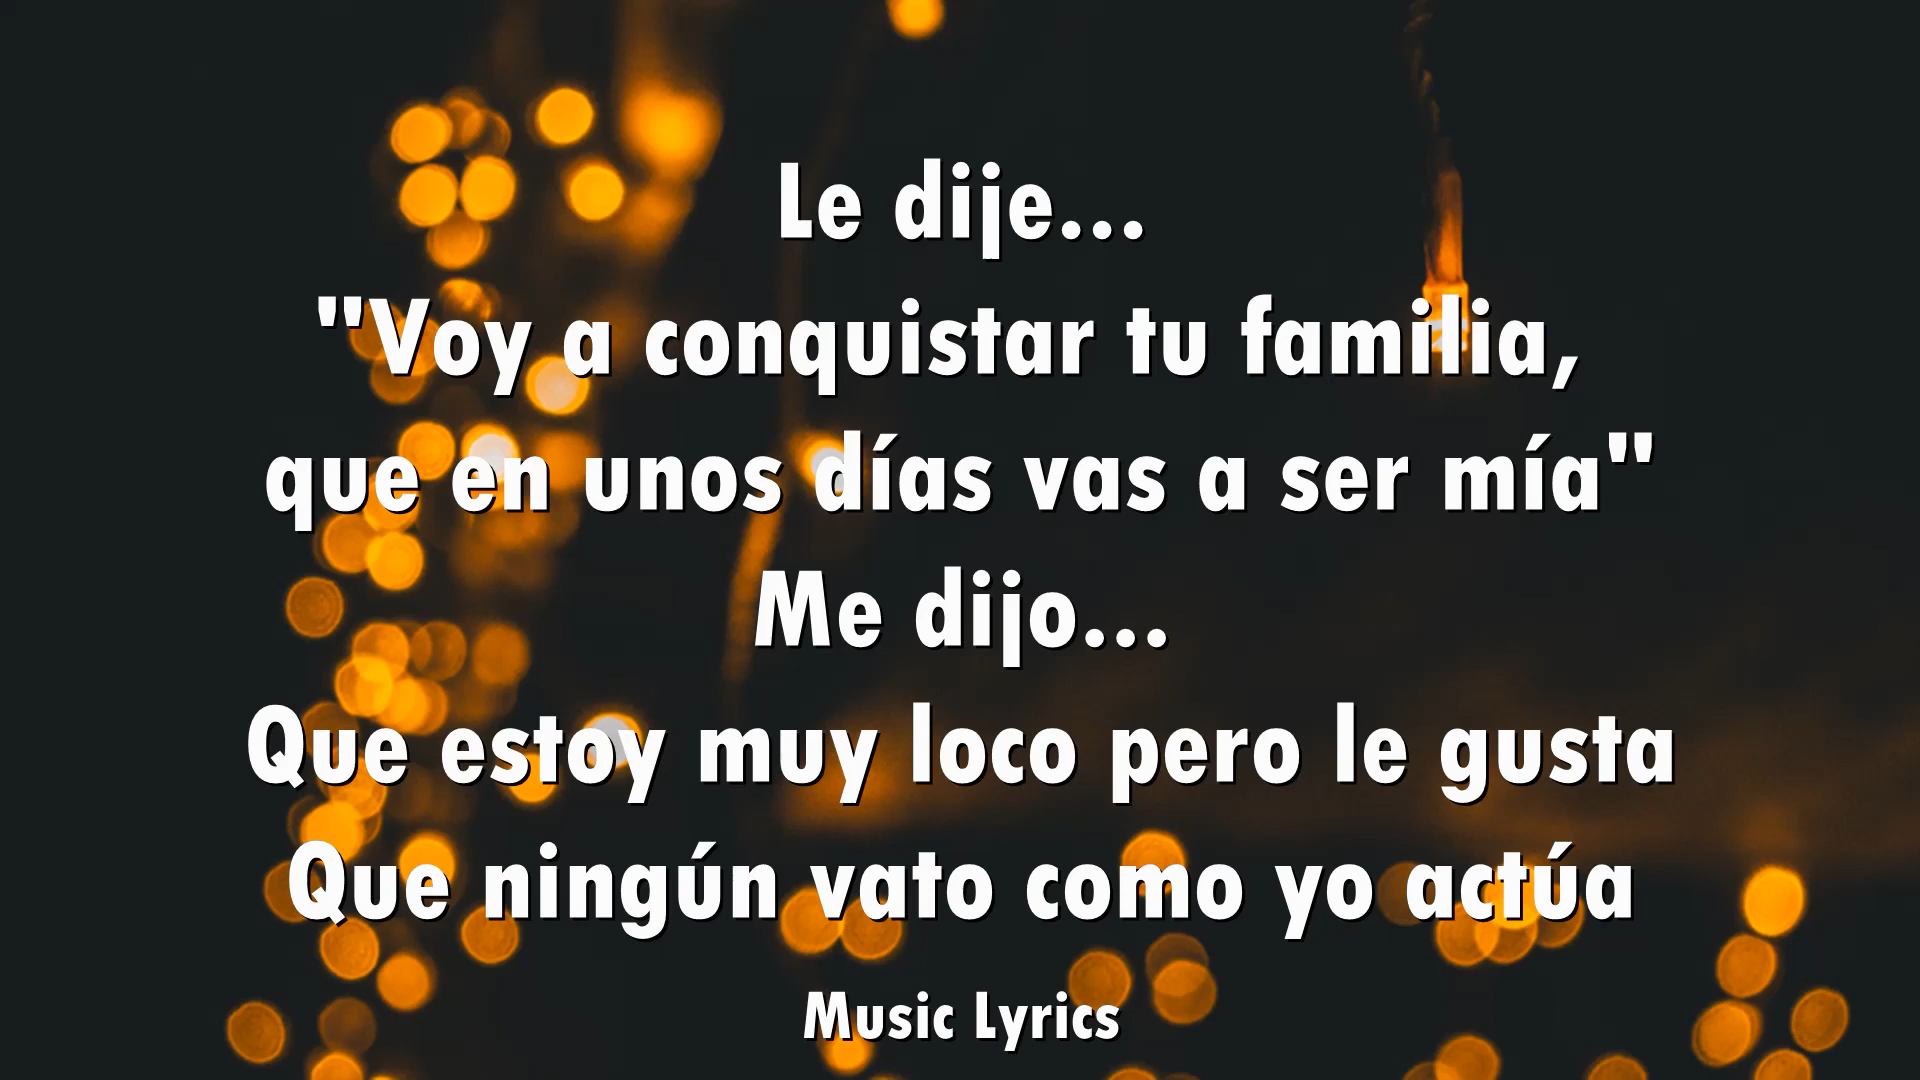 Le dije...
"Voy a conquistar tu familia,
que en unos días vas a ser mía"
Me dijo...
Que estoy muy loco pero le gusta
Que ningún vato como yo actúa
Music Lyrics